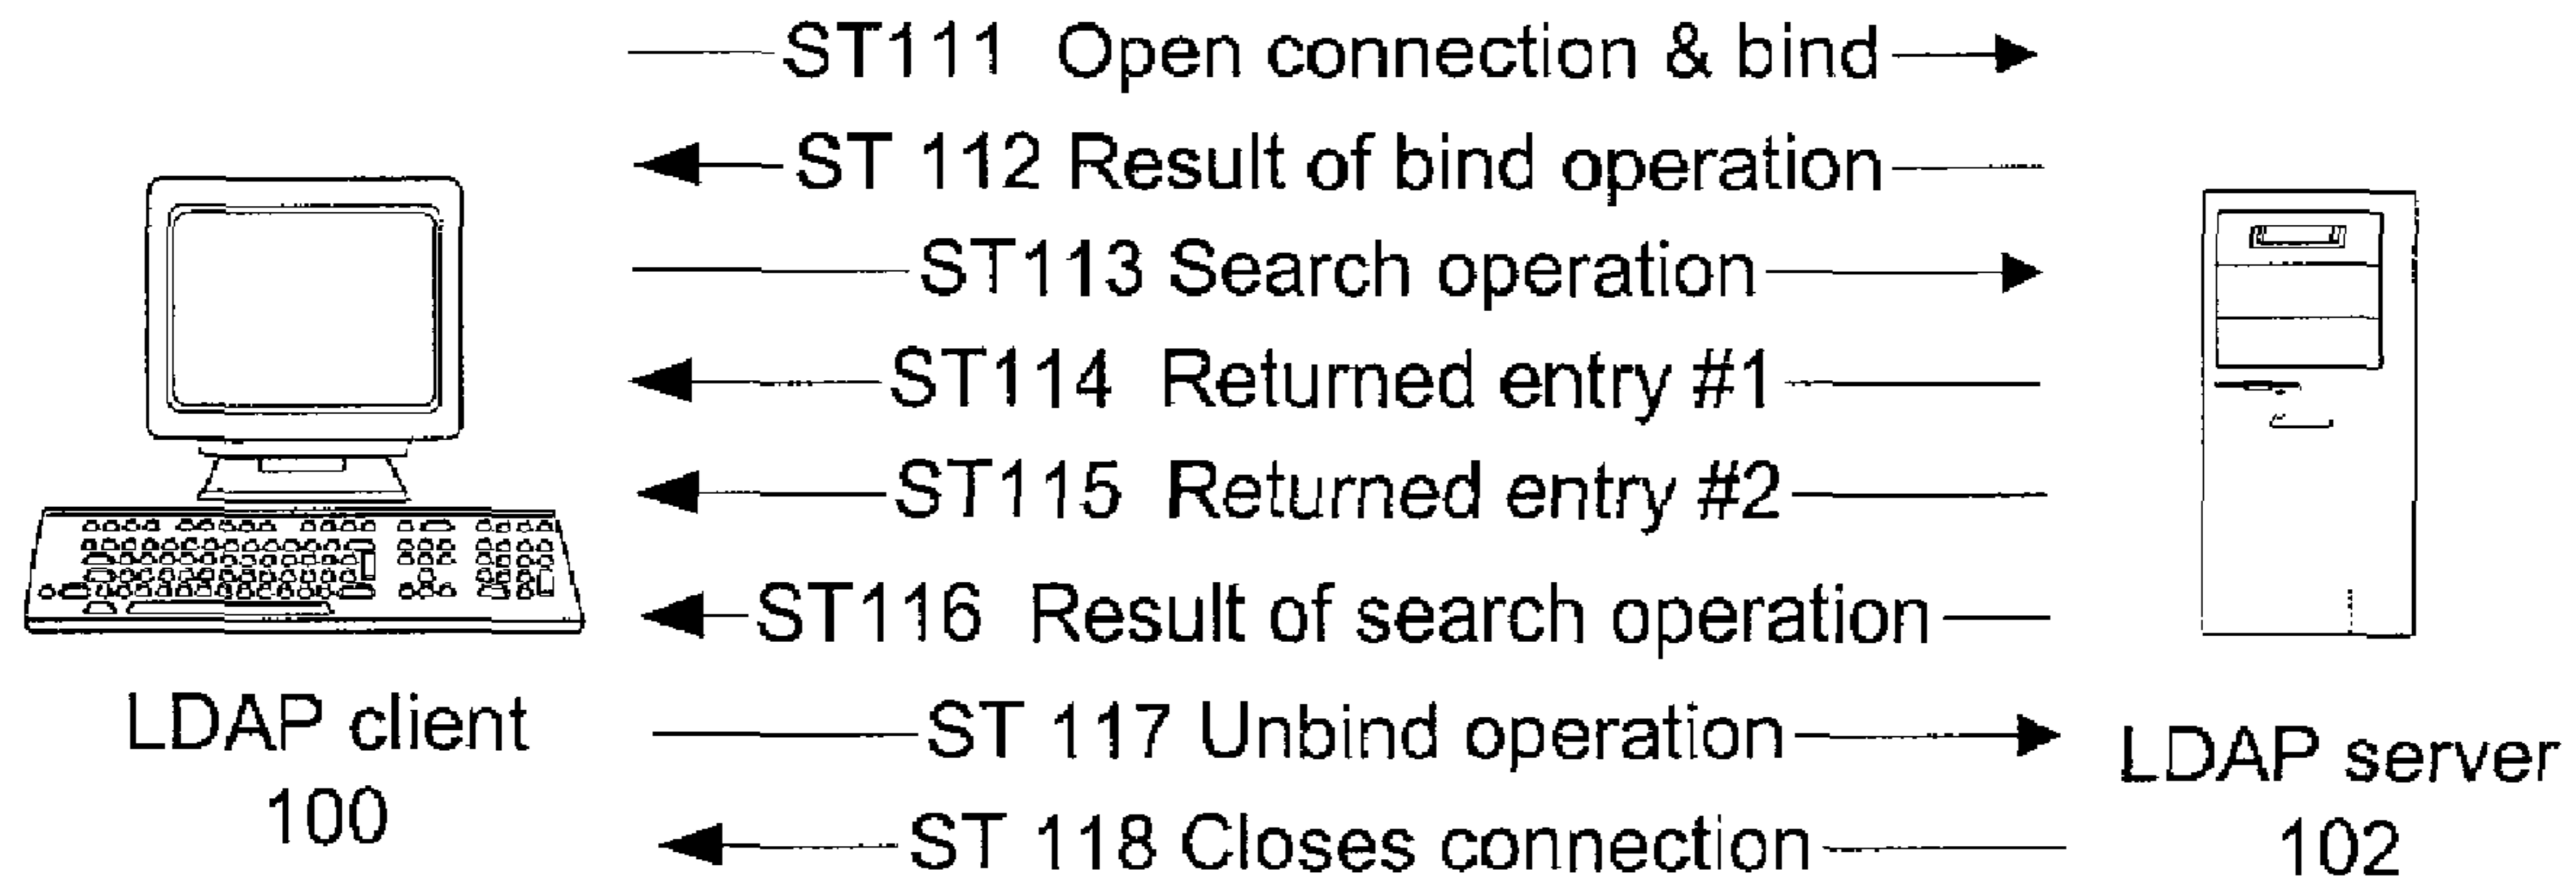 ST111 Open connection & bind
ST 112 Result of bind operation
ST113 Search operation
ST114 Returned entry #1
ST115 Returned entry #2
ST116 Result of search operation
ST 117 Unbind operation
ST 118 Closes connection
LDAP client
100
LDAP server
102